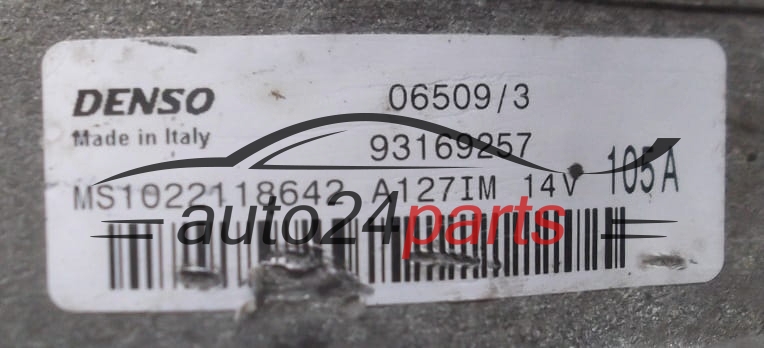 DENSO 06509/3
Made in Italy 93169257
MS1022118642 A127IM 14V 105A
auto24parts